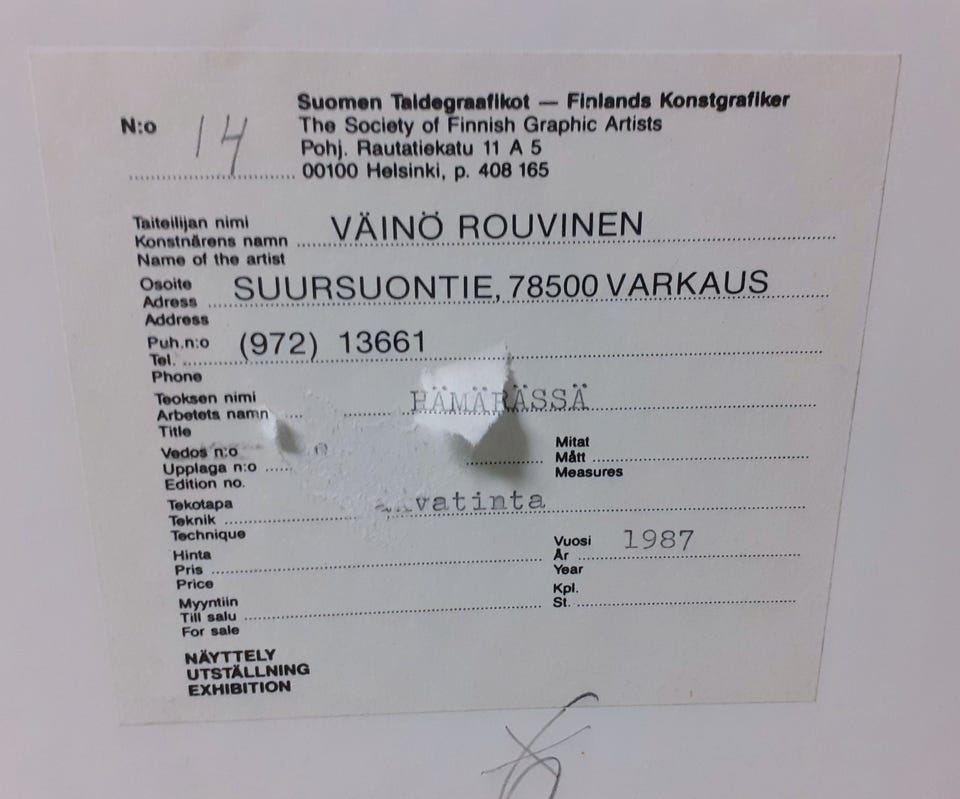 Suomen Taidegraafikot — Finlands Konstgrafiker
N:o 14
The Society of Finnish Graphic Artists
Pohj. Rautatiekatu 11 A 5
00100 Helsinki, p. 408 165
Taiteilijan nimi
Konstnärens namn VÄINÖ ROUVINEN
Name of the artist
Osoite
Adress SUURSUONTIE, 78500 VARKAUS
Address
Puh.n:o (972) 13661
Tel.
Phone
Teoksen nimi
Arbetets namn HÄMÄRÄSSÄ
Title
Vedos n:o
Upplaga n:o
Edition no.
Mitat
Mått
Measures
Tekotapa
Teknik
Technique
Hinta
Pris
Price
Vuosi 1987
År
Year
Myyntiin
Till salu
For sale
Kpl.
St.
NÄYTTELY
UTSTÄLLNING
EXHIBITION